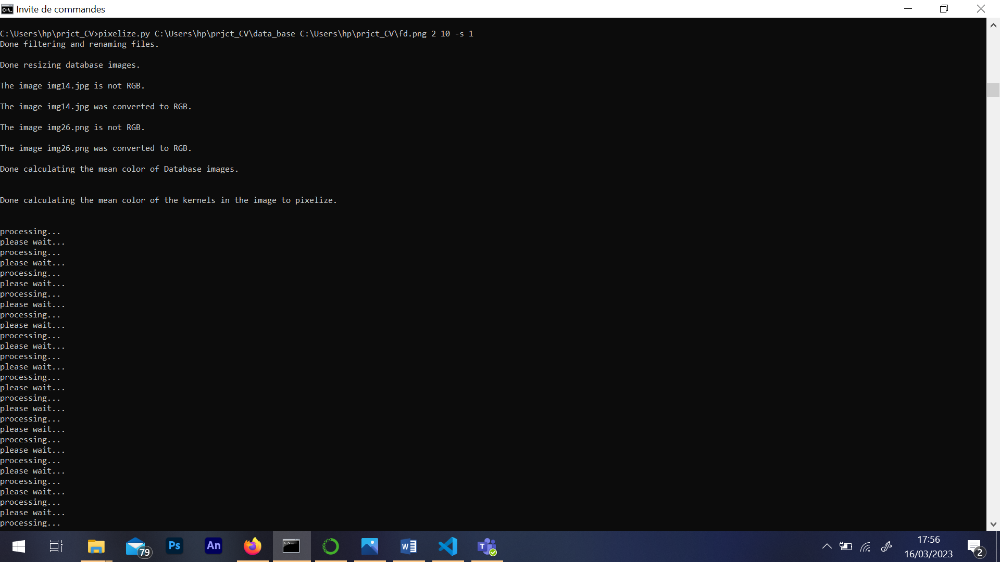 Invite de commandes
C:\Users\hp\prjct_CV>pixelize.py C:\Users\hp\prjct_CV\data_base C:\Users\hp\prjct_CV\fd.png 2 10 -s 1
Done filtering and renaming files.
Done resizing database images.
The image img14.jpg is not RGB.
The image img14.jpg was converted to RGB.
The image img26.png is not RGB.
The image img26.png was converted to RGB.
Done calculating the mean color of Database images.
Done calculating the mean color of the kernels in the image to pixelize.
processing...
please wait...
processing...
please wait...
processing...
please wait...
processing...
please wait...
processing...
please wait...
processing...
please wait...
processing...
please wait...
processing...
please wait...
processing...
please wait...
processing...
please wait...
processing...
please wait...
processing...
please wait...
processing...
please wait...
processing...
please wait...
processing...
79
Ps
An
W
T
17:56
16/03/2023
2